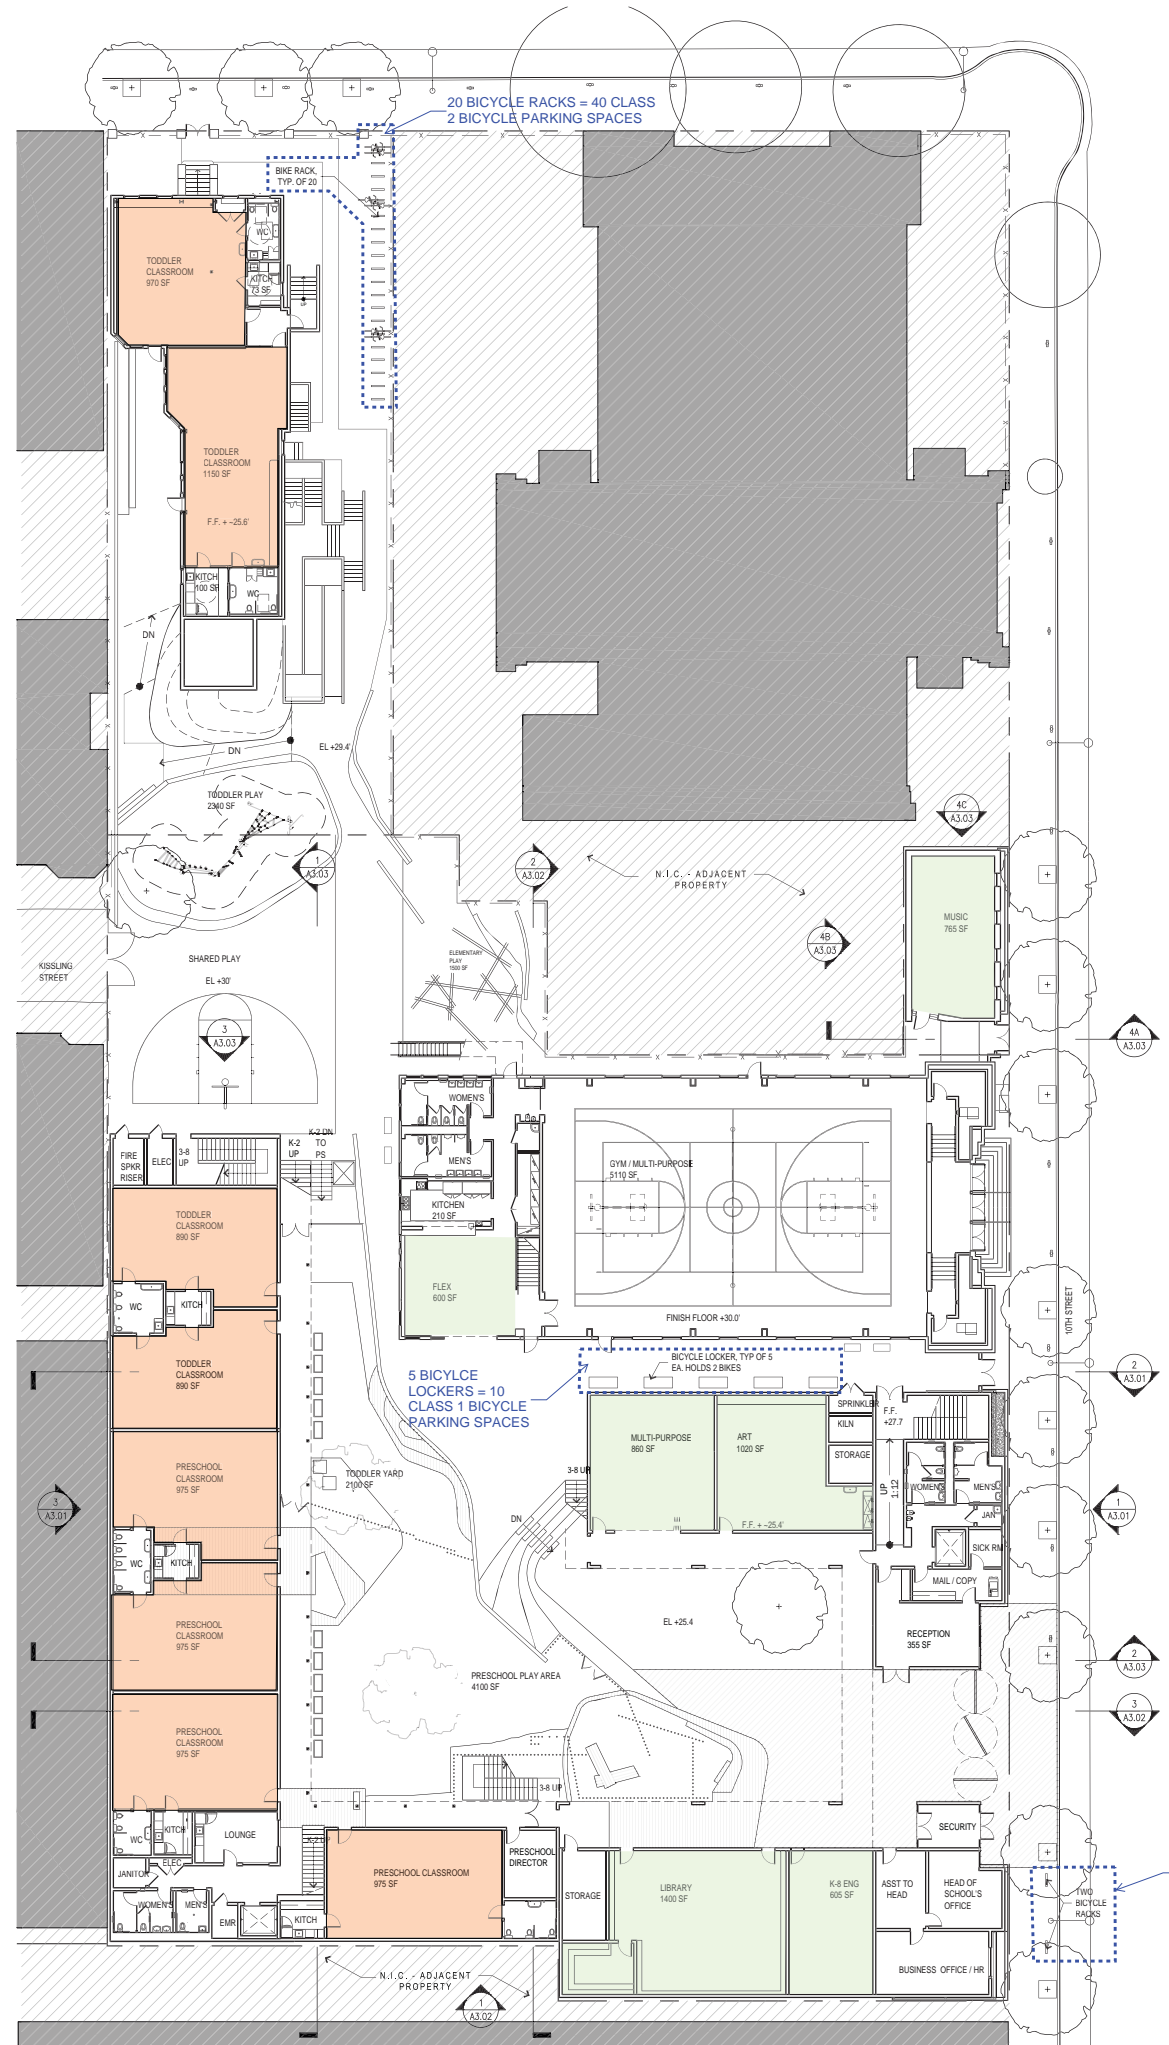 20 BICYCLE RACKS = 40 CLASS
2 BICYCLE PARKING SPACES
BIKE RACK,
TYP. OF 20
WC
TODDLER
CLASSROOM
970 SF
KITCH
73 SF
UP
TODDLER
CLASSROOM
1150 SF
F.F. + ~25.6'
KITCH
100 SF
WC
DN
DN
EL +29.4'
TODDLER PLAY
2340 SF
4C
A3.03
1
A3.03
2
A3.02
N.I.C. - ADJACENT
PROPERTY
MUSIC
765 SF
4B
A3.03
KISSLING
STREET
SHARED PLAY
EL +30'
ELEMENTARY
PLAY
1500 SF
3
A3.03
4A
A3.03
WOMEN'S
FIRE
SPKR
RISER
ELEC
3-8
UP
K-2
UP
K-2 DN
TO
PS
MEN'S
GYM / MULTI-PURPOSE
5110 SF
KITCHEN
210 SF
TODDLER
CLASSROOM
890 SF
FLEX
600 SF
WC
KITCH
FINISH FLOOR +30.0'
10TH STREET
TODDLER
CLASSROOM
890 SF
5 BICYLCE
LOCKERS = 10
CLASS 1 BICYCLE
PARKING SPACES
BICYCLE LOCKER, TYP OF 5
EA. HOLDS 2 BIKES
2
A3.01
SPRINKLER
F.F.
+27.7
KILN
STORAGE
MULTI-PURPOSE
860 SF
ART
1020 SF
PRESCHOOL
CLASSROOM
975 SF
TODDLER YARD
2100 SF
3-8 UP
UP
1:12
WOMENS
MEN'S
JAN
3
A3.01
1
A3.01
DN
F.F. + ~25.4'
SICK RM
WC
KITCH
MAIL / COPY
PRESCHOOL
CLASSROOM
975 SF
EL +25.4
RECEPTION
355 SF
2
A3.03
PRESCHOOL PLAY AREA
4100 SF
3
A3.02
PRESCHOOL
CLASSROOM
975 SF
3-8 UP
WC
KITCH
LOUNGE
SECURITY
JANITOR
ELEC
PRESCHOOL CLASSROOM
975 SF
PRESCHOOL
DIRECTOR
STORAGE
LIBRARY
1400 SF
K-8 ENG
605 SF
ASST TO
HEAD
HEAD OF
SCHOOL'S
OFFICE
TWO
BICYCLE
RACKS
WOMEN'S
MEN'S
EMR
KITCH
BUSINESS OFFICE / HR
N.I.C. - ADJACENT
PROPERTY
1
A3.02